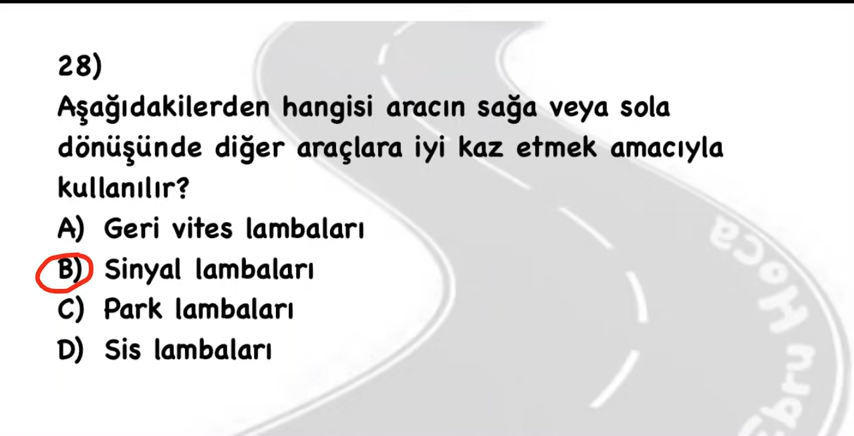 28)
Aşağıdakilerden hangisi aracın sağa veya sola
dönüşünde diğer araçlara iyi kaz etmek amacıyla
kullanılır?
A) Geri vites lambaları
B) Sinyal lambaları
C) Park lambaları
D) Sis lambaları
Ebru Hoca